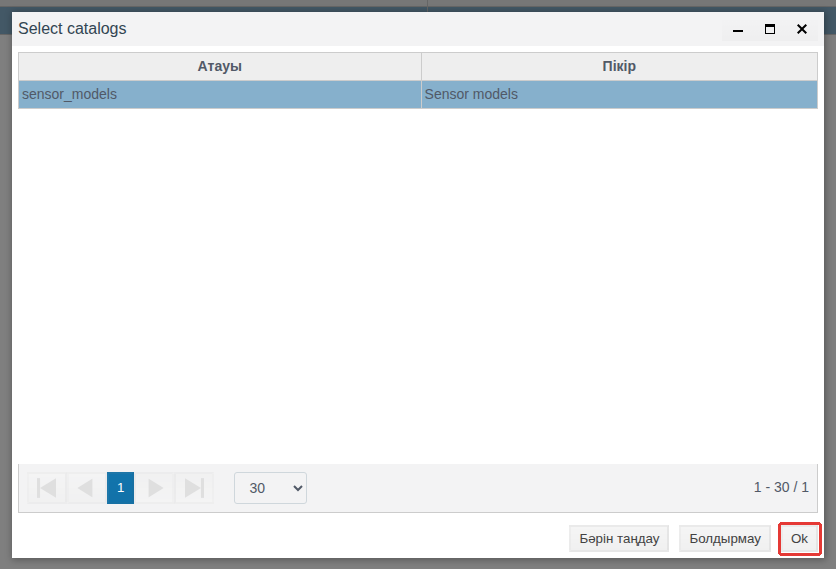 Select catalogs
Атауы Пікір
sensor_models Sensor models
1 30 1 - 30 / 1
Бәрін таңдау Болдырмау Ok